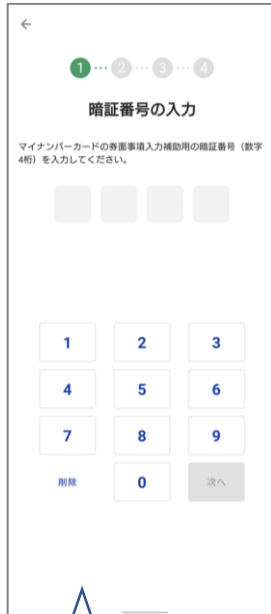 1 2 3 4
暗証番号の入力
マイナンバーカードの券面事項入力補助用の暗証番号（数字
4桁）を入力してください。
1 2 3
4 5 6
7 8 9
削除 0 次へ